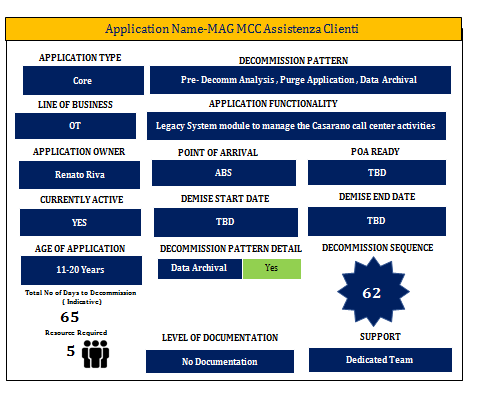 Application Name-MAG MCC Assistenza Clienti
APPLICATION TYPE
Core
DECOMMISSION PATTERN
Pre- Decomm Analysis , Purge Application , Data Archival
LINE OF BUSINESS
OT
APPLICATION FUNCTIONALITY
Legacy System module to manage the Casarano call center activities
APPLICATION OWNER
Renato Riva
POINT OF ARRIVAL
ABS
POA READY
TBD
CURRENTLY ACTIVE
YES
DEMISE START DATE
TBD
DEMISE END DATE
TBD
AGE OF APPLICATION
11-20 Years
DECOMMISSION PATTERN DETAIL
Data Archival
Yes
DECOMMISSION SEQUENCE
62
Total No of Days to Decommission
( Indicative)
65
Resource Required
5
LEVEL OF DOCUMENTATION
No Documentation
SUPPORT
Dedicated Team